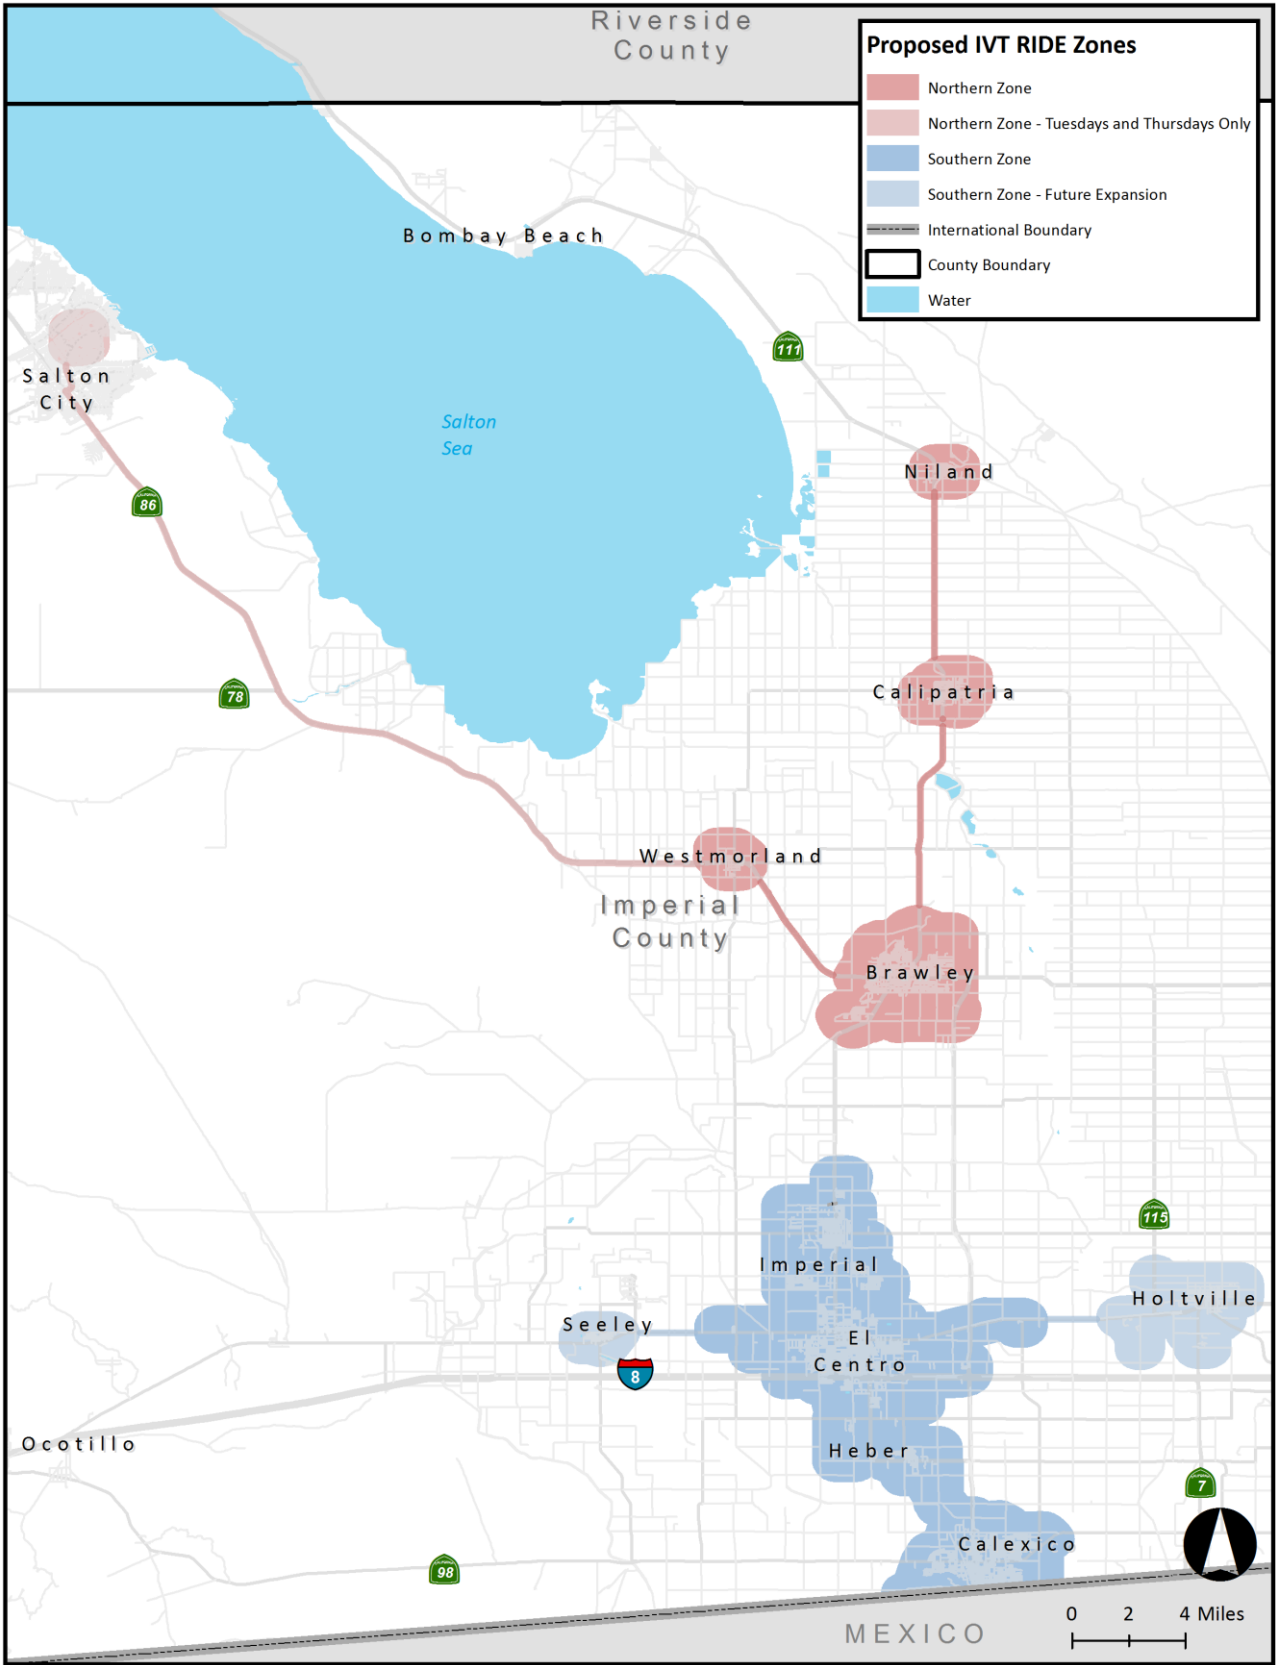 Riverside
County
Proposed IVT RIDE Zones
Northern Zone
Northern Zone - Tuesdays and Thursdays Only
Southern Zone
Southern Zone - Future Expansion
International Boundary
County Boundary
Water
Bombay Beach
111
Salton
City
Salton
Sea
Niland
86
78
Calipatria
Westmorland
Imperial
County
Brawley
115
Imperial
Holtville
Seeley
El
Centro
8
Ocotillo
Heber
7
Calexico
98
MEXICO
0 2 4 Miles